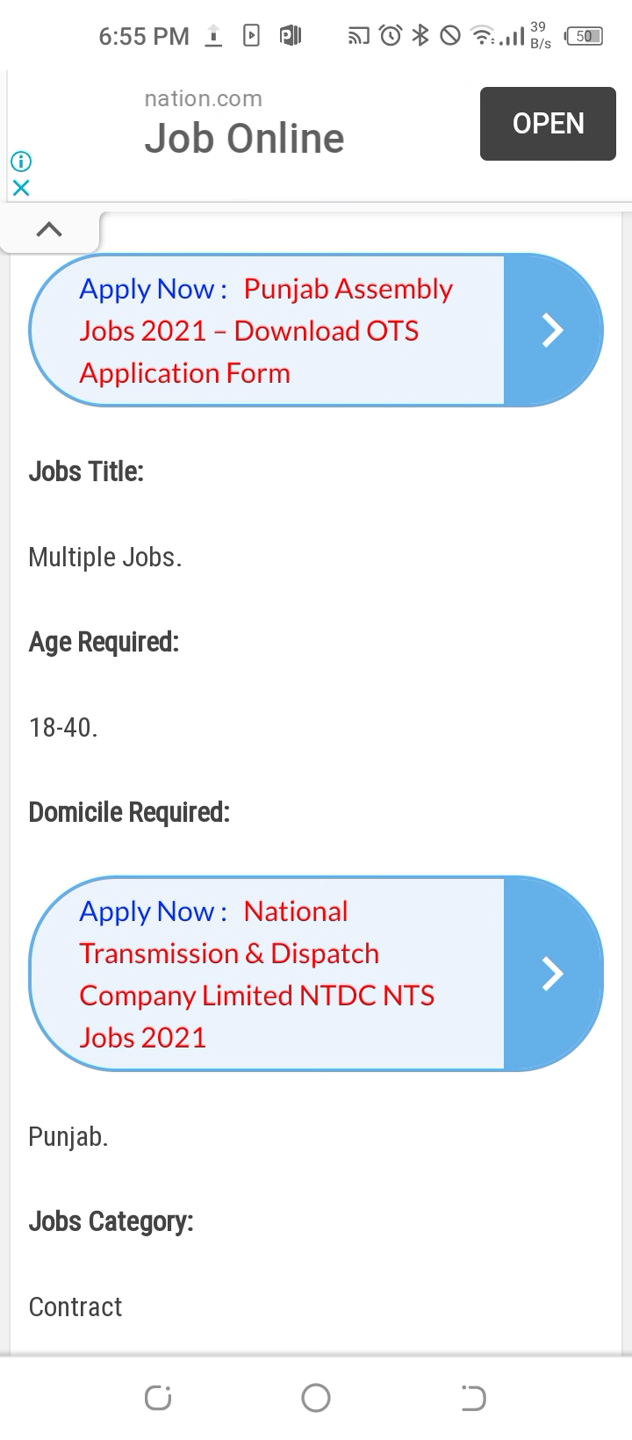 6:55 PM
39
B/s
50
nation.com
Job Online
OPEN
Apply Now : Punjab Assembly
Jobs 2021 – Download OTS
Application Form
Jobs Title:
Multiple Jobs.
Age Required:
18-40.
Domicile Required:
Apply Now : National
Transmission & Dispatch
Company Limited NTDC NTS
Jobs 2021
Punjab.
Jobs Category:
Contract